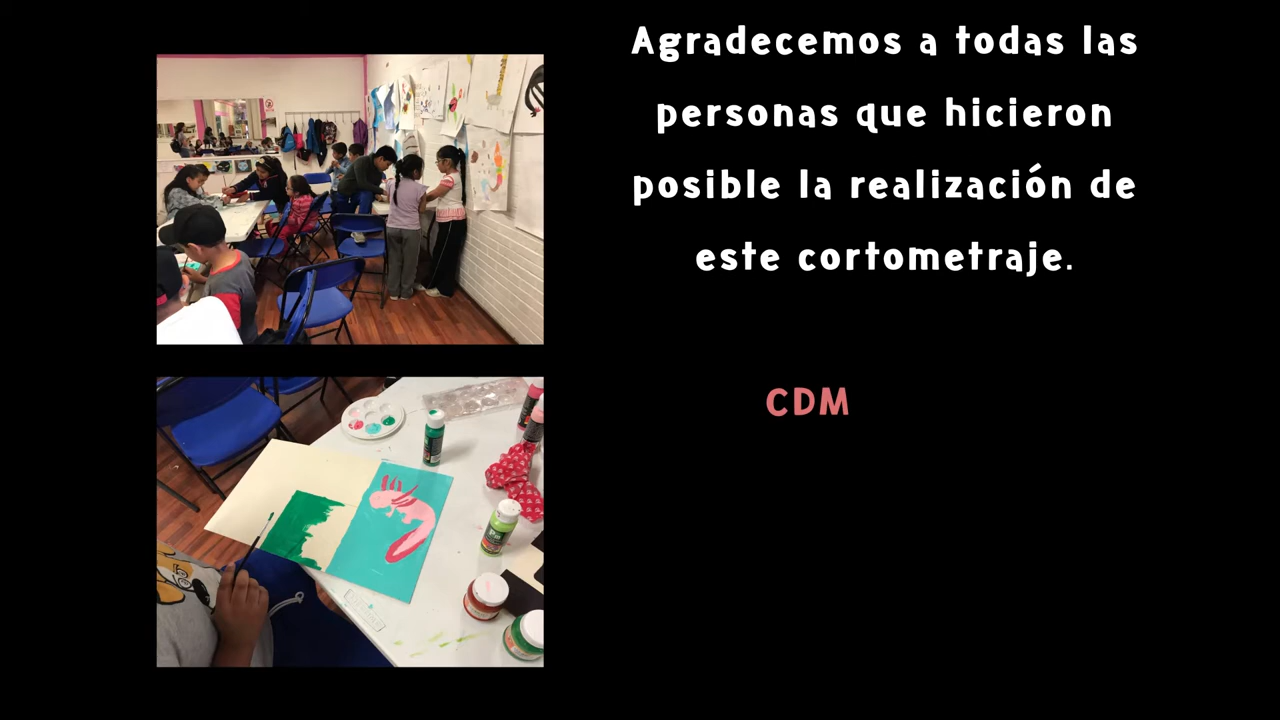 Agradecemos a todas las
personas que hicieron
posible la realización de
este cortometraje.
CDM